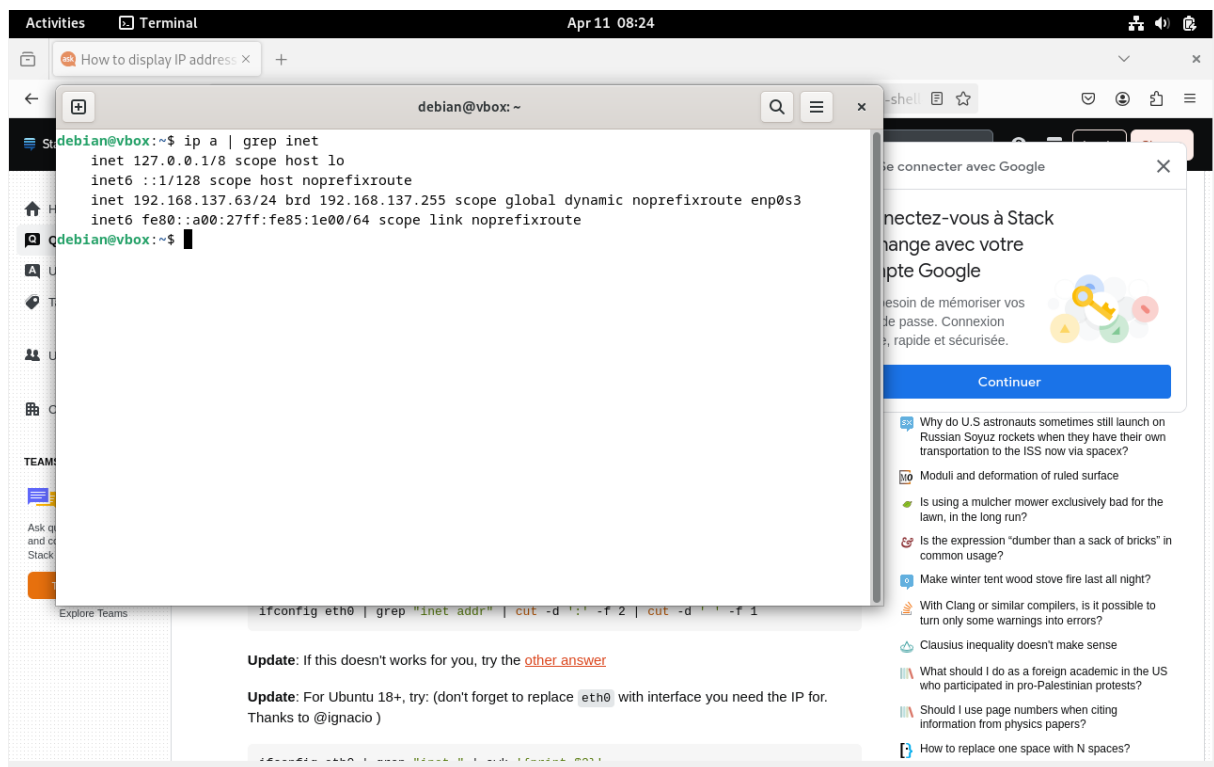 Activities
Terminal
Apr 11 08:24
How to display IP address
debian@vbox: ~
debian@vbox:~$ ip a | grep inet
    inet 127.0.0.1/8 scope host lo
    inet6 ::1/128 scope host noprefixroute
    inet 192.168.137.63/24 brd 192.168.137.255 scope global dynamic noprefixroute enp0s3
    inet6 fe80::a00:27ff:fe85:1e00/64 scope link noprefixroute
debian@vbox:~$
connecter avec Google
à Stack
avec votre
Google
de mémoriser vos
passe. Connexion
rapide et sécurisée.
Continuer
Why do U.S astronauts sometimes still launch on
Russian Soyuz rockets when they have their own
transportation to the ISS now via spacex?
Moduli and deformation of ruled surface
Is using a mulcher mower exclusively bad for the
lawn, in the long run?
Is the expression “dumber than a sack of bricks” in
common usage?
Make winter tent wood stove fire last all night?
With Clang or similar compilers, is it possible to
turn only some warnings into errors?
Clausius inequality doesn't make sense
What should I do as a foreign academic in the US
who participated in pro-Palestinian protests?
Should I use page numbers when citing
information from physics papers?
How to replace one space with N spaces?
Ask
and
Stack
Explore Teams
ifconfig eth0 | grep "inet addr" | cut -d ':' -f 2 | cut -d ' ' -f 1
Update: If this doesn't works for you, try the other answer
Update: For Ubuntu 18+, try: (don't forget to replace eth0 with interface you need the IP for.
Thanks to @ignacio )